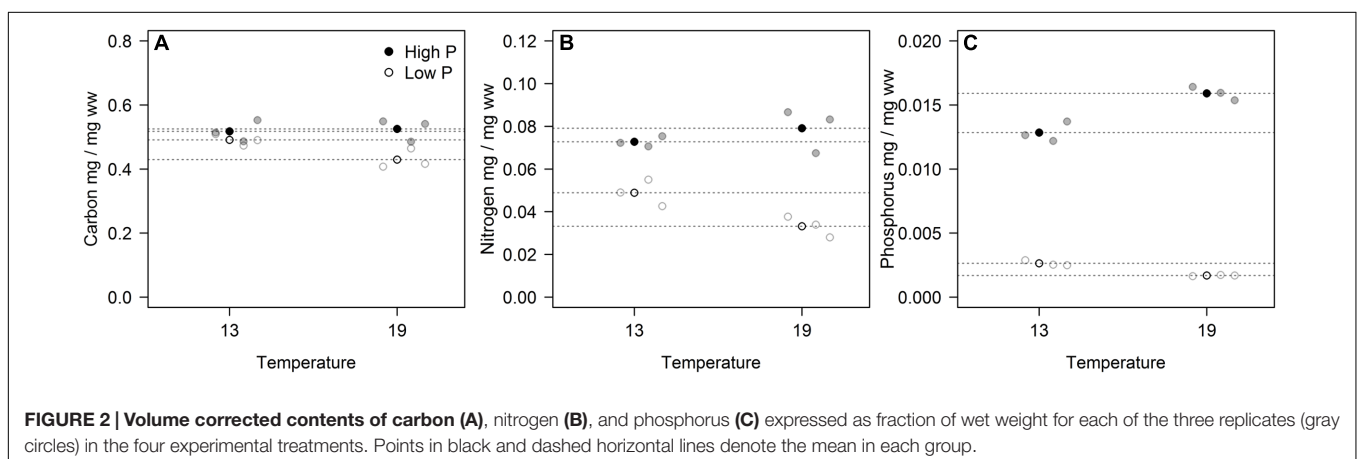 A
High P
Low P
0.8
0.6
0.4
0.2
0.0
Carbon mg / mg ww
13
19
Temperature
B
0.12
0.10
0.08
0.06
0.04
0.02
0.00
Nitrogen mg / mg ww
13
19
Temperature
C
0.020
0.015
0.010
0.005
0.000
Phosphorus mg / mg ww
13
19
Temperature
FIGURE 2 | Volume corrected contents of carbon (A), nitrogen (B), and phosphorus (C) expressed as fraction of wet weight for each of the three replicates (gray
circles) in the four experimental treatments. Points in black and dashed horizontal lines denote the mean in each group.